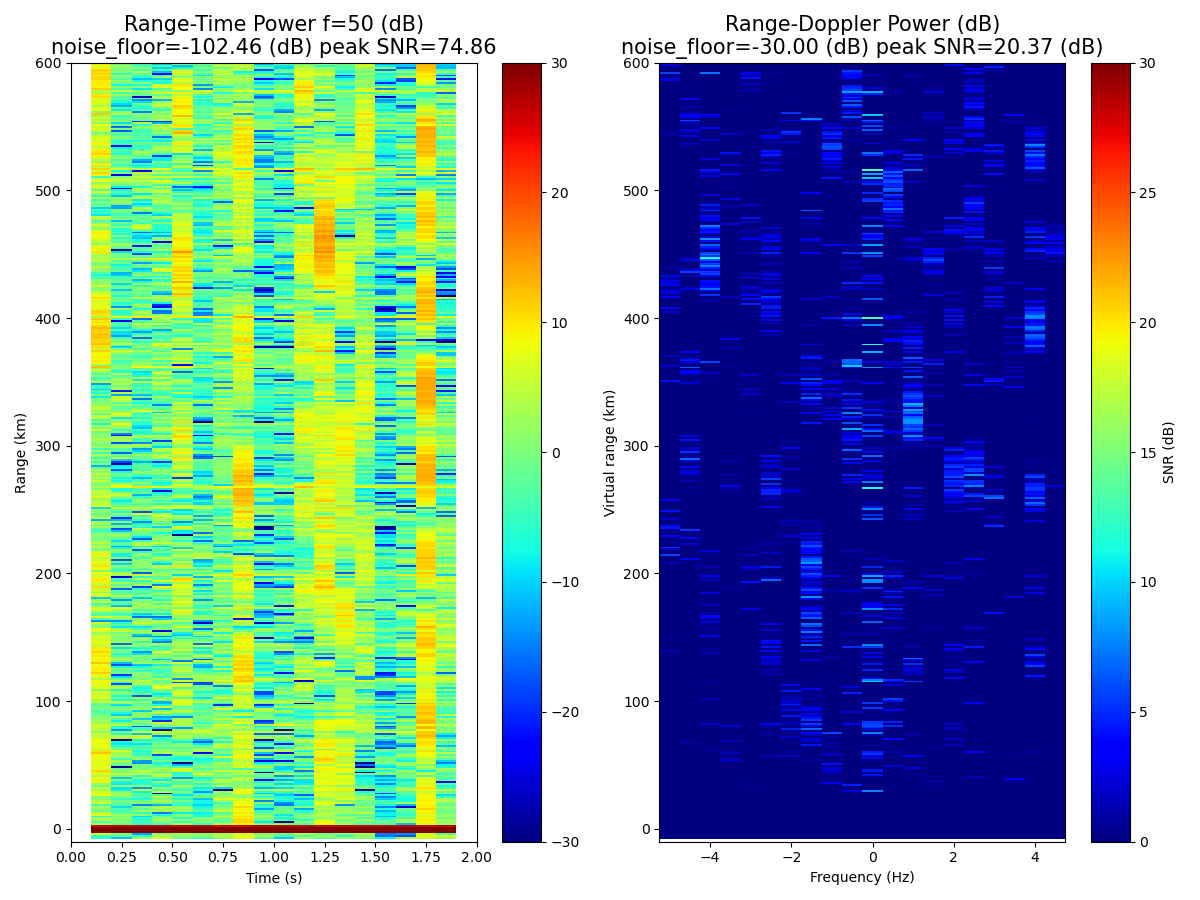 Range-Time Power f=50 (dB)
noise_floor=-102.46 (dB) peak SNR=74.86
Range (km)
600
500
400
300
200
100
0
0.00 0.25 0.50 0.75 1.00 1.25 1.50 1.75 2.00
Time (s)
30
20
10
0
−10
−20
−30
Range-Doppler Power (dB)
noise_floor=-30.00 (dB) peak SNR=20.37 (dB)
Virtual range (km)
600
500
400
300
200
100
0
−4 −2 0 2 4
Frequency (Hz)
30
25
20
15
10
5
0
SNR (dB)